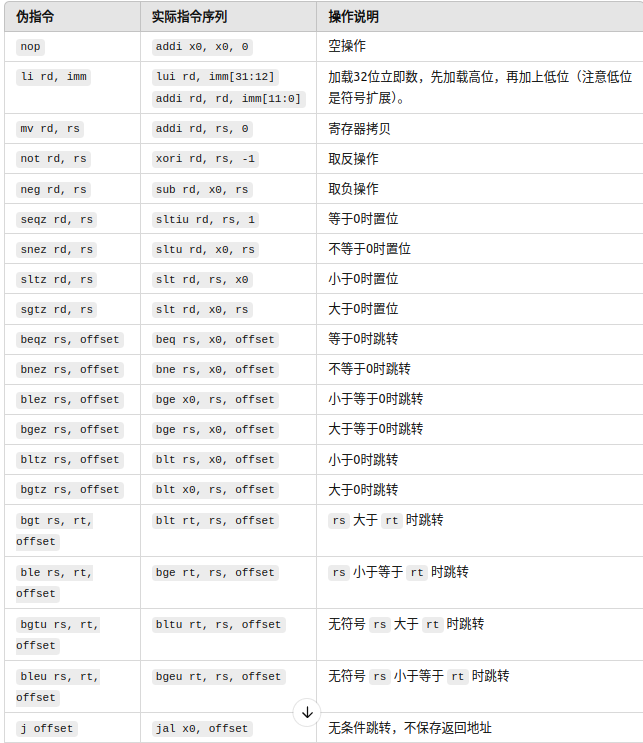 伪指令 实际指令序列 操作说明
nop addi x0, x0, 0 空操作
li rd, imm lui rd, imm[31:12] 加载32位立即数，先加载高位，再加上低位（注意低位
addi rd, rd, imm[11:0] 是符号扩展）。
mv rd, rs addi rd, rs, 0 寄存器拷贝
not rd, rs xori rd, rs, -1 取反操作
neg rd, rs sub rd, x0, rs 取负操作
seqz rd, rs sltiu rd, rs, 1 等于0时置位
snez rd, rs sltu rd, x0, rs 不等于0时置位
sltz rd, rs slt rd, rs, x0 小于0时置位
sgtz rd, rs slt rd, x0, rs 大于0时置位
beqz rs, offset beq rs, x0, offset 等于0时跳转
bnez rs, offset bne rs, x0, offset 不等于0时跳转
blez rs, offset bge x0, rs, offset 小于等于0时跳转
bgez rs, offset bge rs, x0, offset 大于等于0时跳转
bltz rs, offset blt rs, x0, offset 小于0时跳转
bgtz rs, offset blt x0, rs, offset 大于0时跳转
bgt rs, rt, blt rt, rs, offset rs 大于 rt 时跳转
offset
ble rs, rt, bge rt, rs, offset rs 小于等于 rt 时跳转
offset
bgtu rs, rt, bltu rt, rs, offset 无符号 rs 大于 rt 时跳转
offset
bleu rs, rt, bgeu rt, rs, offset 无符号 rs 小于等于 rt 时跳转
offset
j offset jal x0, offset 无条件跳转，不保存返回地址